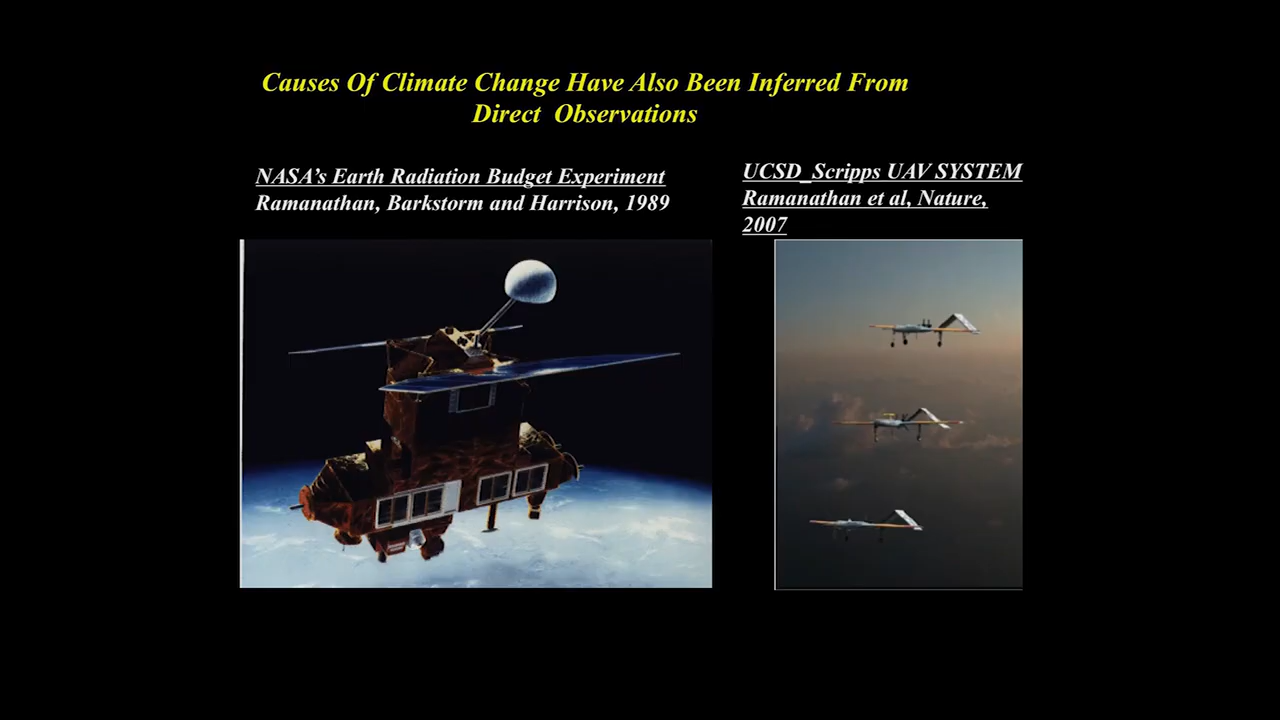 Causes Of Climate Change Have Also Been Inferred From
Direct  Observations
NASA's Earth Radiation Budget Experiment
Ramanathan, Barkstorm and Harrison, 1989
UCSD_Scripps UAV SYSTEM
Ramanathan et al, Nature,
2007